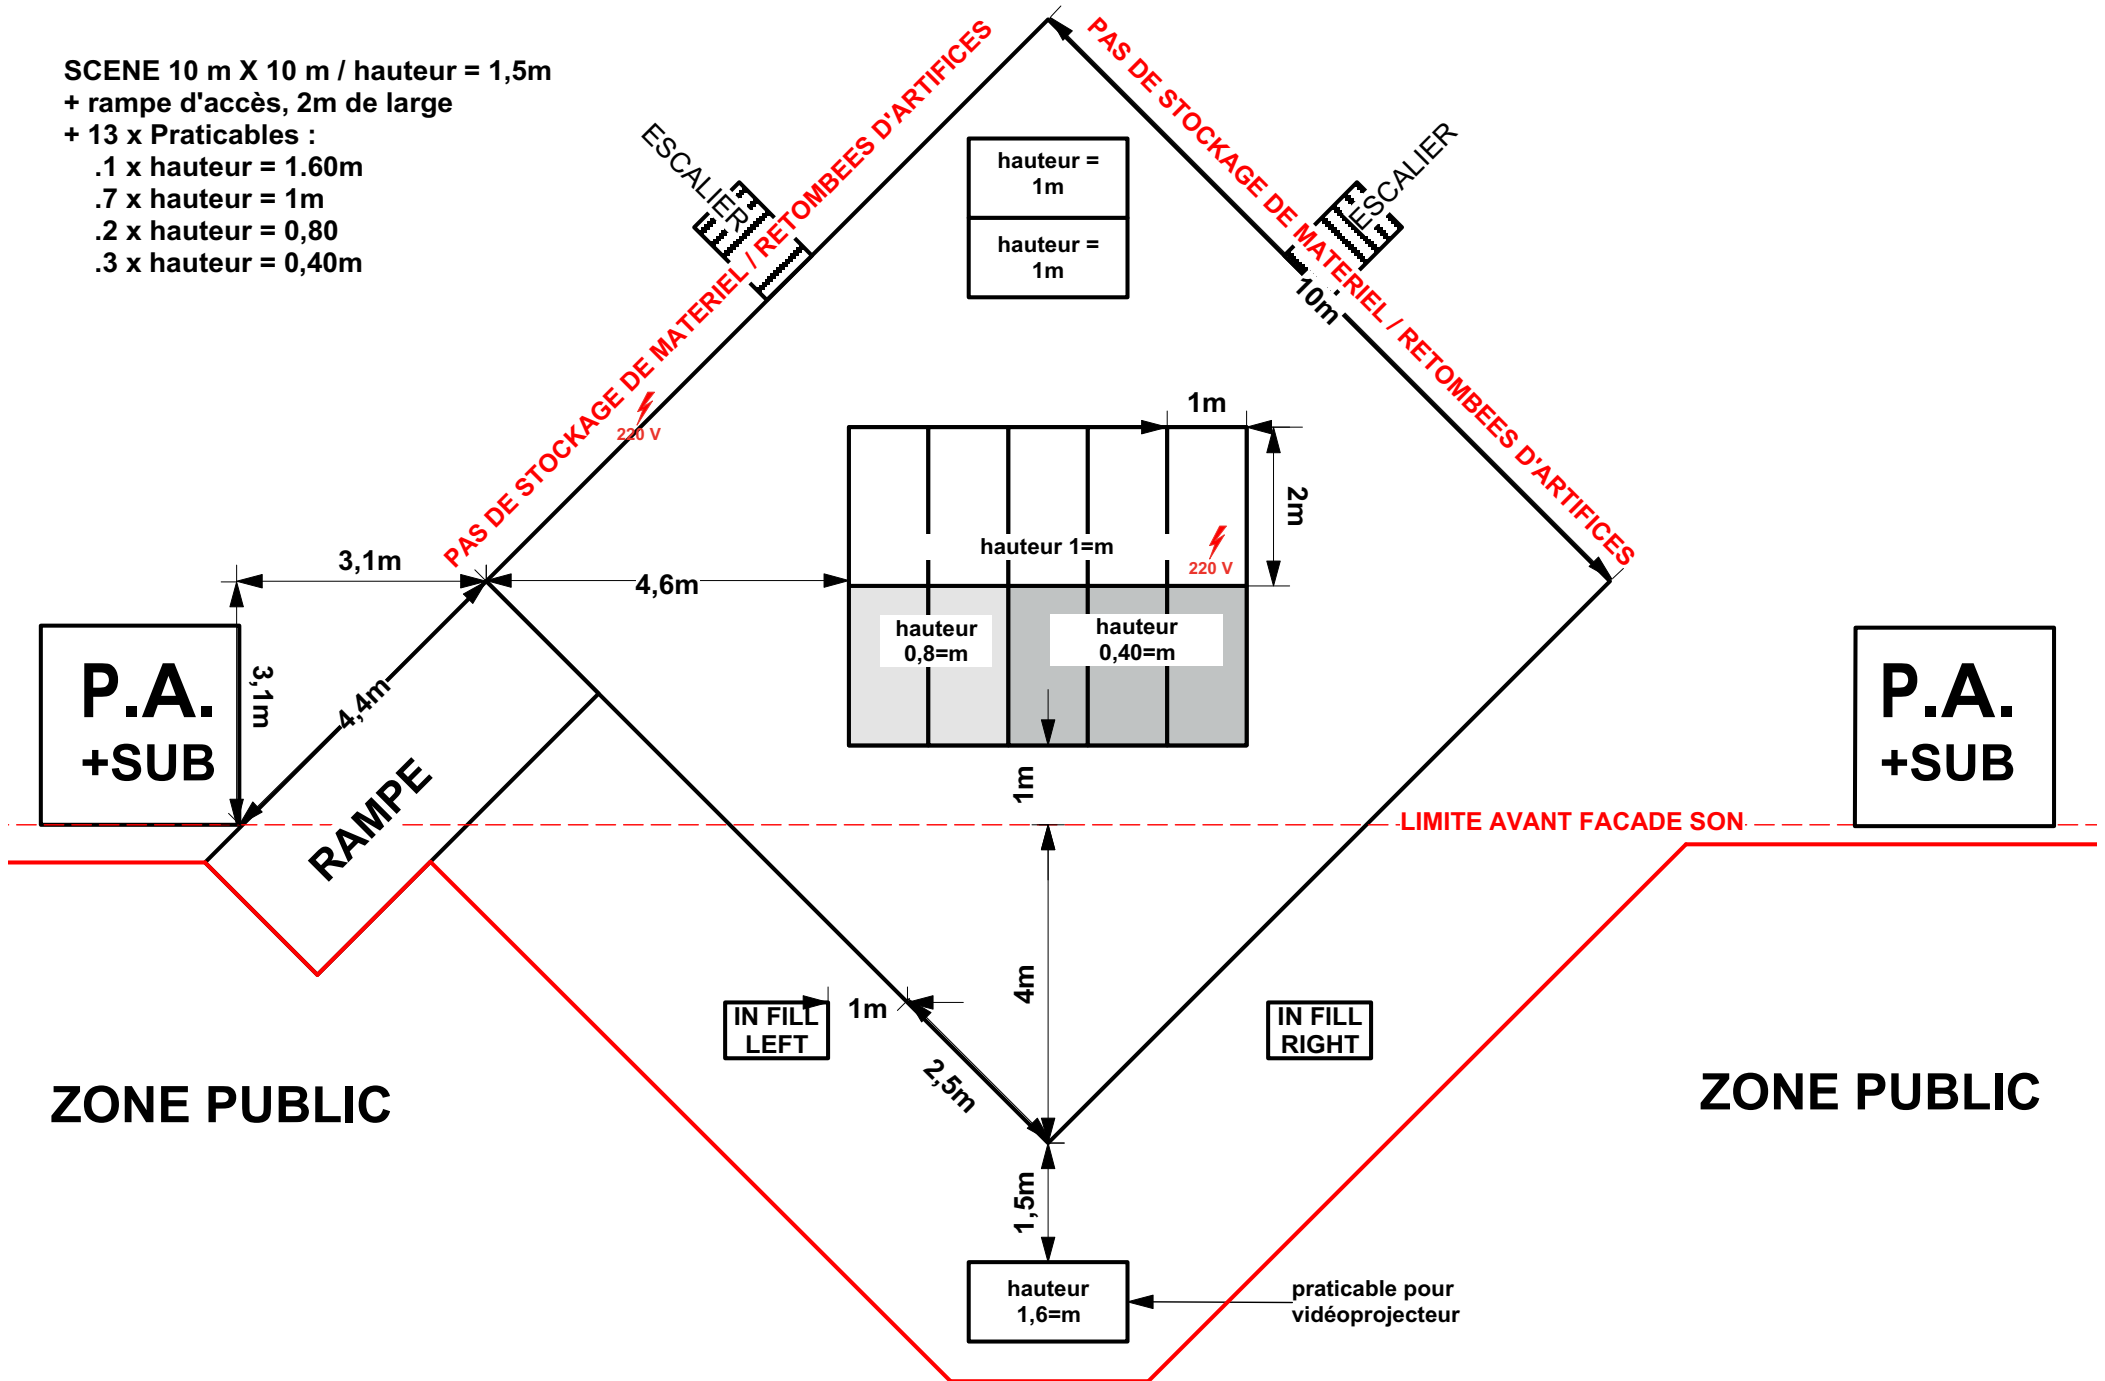 SCENE 10 m X 10 m / hauteur = 1,5m
+ rampe d'accès, 2m de large
+ 13 x Praticables :
.1 x hauteur = 1.60m
.7 x hauteur = 1m
.2 x hauteur = 0,80
.3 x hauteur = 0,40m
ESCALIER
PAS DE STOCKAGE DE MATERIEL / RETOMBEES D'ARTIFICES
PAS DE STOCKAGE DE MATERIEL / RETOMBEES D'ARTIFICES
ESCALIER
10m
hauteur =
1m
hauteur =
1m
220 V
1m
2m
hauteur 1=m
220 V
3,1m
4,6m
hauteur
0,8=m
hauteur
0,40=m
P.A.
+SUB
3,1m
4,4m
RAMPE
1m
P.A.
+SUB
LIMITE AVANT FACADE SON
4m
IN FILL
LEFT
1m
2,5m
IN FILL
RIGHT
ZONE PUBLIC
ZONE PUBLIC
1,5m
hauteur
1,6=m
praticable pour
vidéoprojecteur